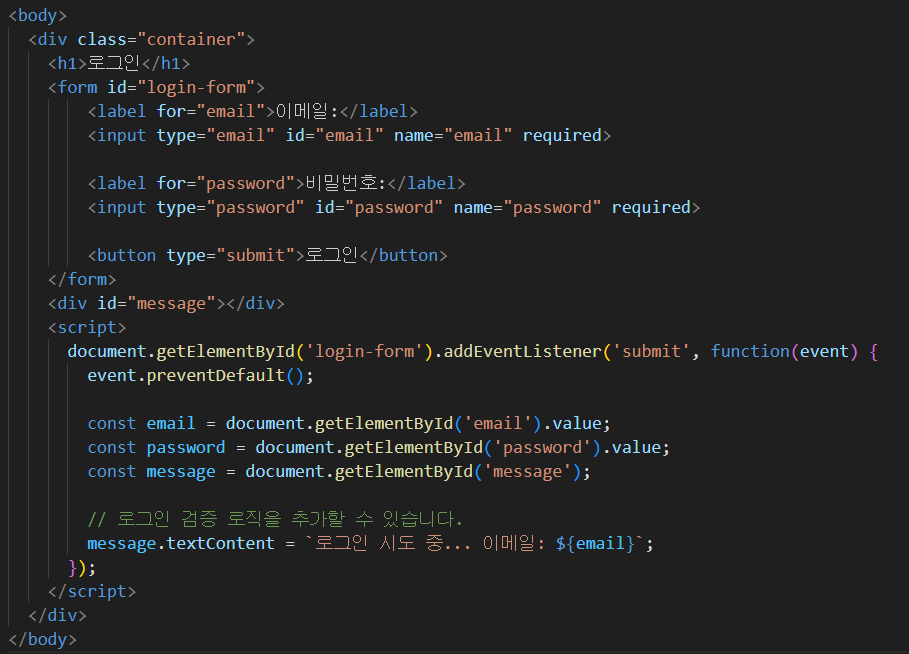 <body>
<div class="container">
<h1>로그인</h1>
<form id="login-form">
<label for="email">이메일:</label>
<input type="email" id="email" name="email" required>
<label for="password">비밀번호:</label>
<input type="password" id="password" name="password" required>
<button type="submit">로그인</button>
</form>
<div id="message"></div>
<script>
document.getElementById('login-form').addEventListener('submit', function(event) {
event.preventDefault();
const email = document.getElementById('email').value;
const password = document.getElementById('password').value;
const message = document.getElementById('message');
// 로그인 검증 로직을 추가할 수 있습니다.
message.textContent = `로그인 시도 중... 이메일: ${email}`;
});
</script>
</div>
</body>